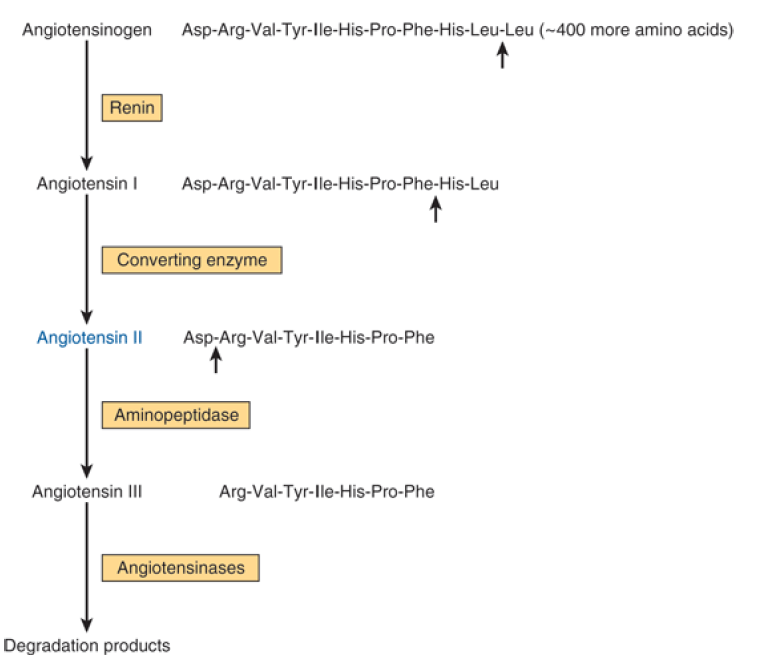 Angiotensinogen Asp-Arg-Val-Tyr-Ile-His-Pro-Phe-His-Leu-Leu (~400 more amino acids)
Renin
Angiotensin I Asp-Arg-Val-Tyr-Ile-His-Pro-Phe-His-Leu
Converting enzyme
Angiotensin II Asp-Arg-Val-Tyr-Ile-His-Pro-Phe
Aminopeptidase
Angiotensin III Arg-Val-Tyr-Ile-His-Pro-Phe
Angiotensinases
Degradation products